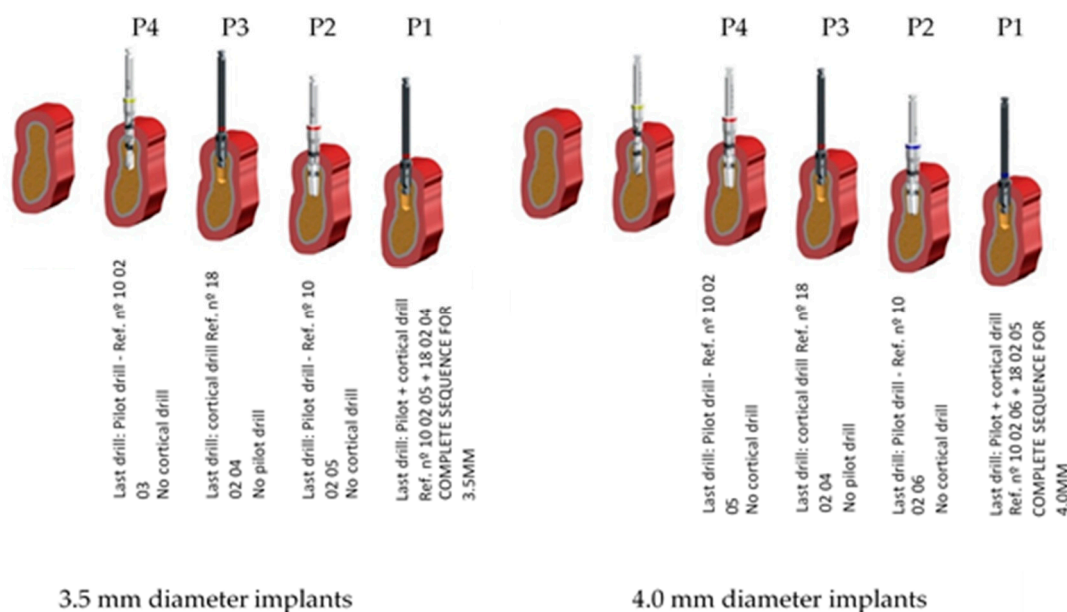 P4 P3 P2 P1
P4 P3 P2 P1
Last drill: Pilot drill - Ref. nº 10 02
03
No cortical drill
Last drill: cortical drill Ref. nº 18
02 04
No pilot drill
Last drill: Pilot drill - Ref. nº 10
02 05
No cortical drill
Last drill: Pilot + cortical drill
Ref. nº 10 02 05 + 18 02 04
COMPLETE SEQUENCE FOR
3.5MM
Last drill: Pilot drill - Ref. nº 10 02
05
No cortical drill
Last drill: cortical drill Ref. nº 18
02 04
No pilot drill
Last drill: Pilot drill - Ref. nº 10
02 06
No cortical drill
Last drill: Pilot + cortical drill
Ref. nº 10 02 06 + 18 02 05
COMPLETE SEQUENCE FOR
4.0MM
3.5 mm diameter implants
4.0 mm diameter implants